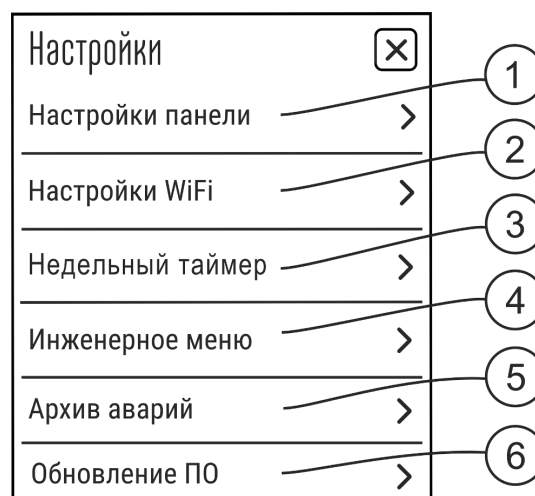 Настройки
Настройки панели
1
Настройки WiFi
2
Недельный таймер
3
Инженерное меню
4
Архив аварий
5
Обновление ПО
6